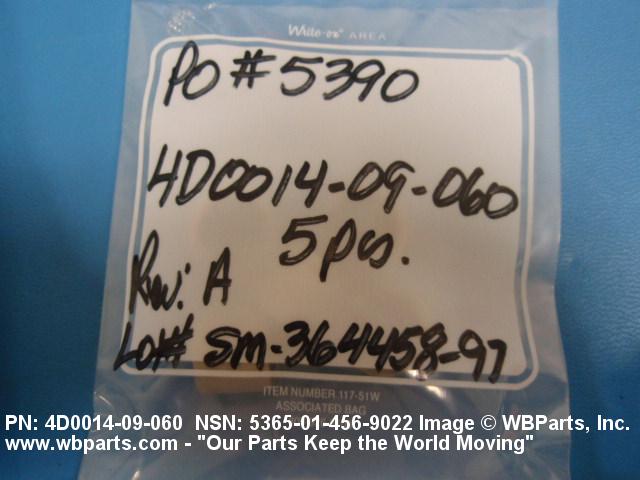 Write-on® AREA
PO # 5390
4D0014-09-060
5 pcs.
Rev: A
Lot# SM-364458-97
ITEM NUMBER 117-51W
ASSOCIATED BAG
PN: 4D0014-09-060 NSN: 5365-01-456-9022 Image © WBParts, Inc.
www.wbparts.com - "Our Parts Keep the World Moving"